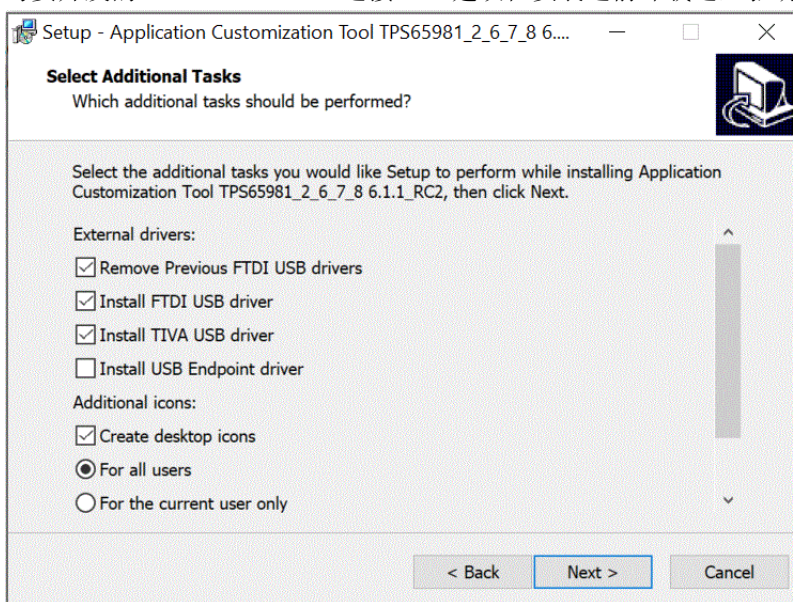 Setup - Application Customization Tool TPS65981_2_6_7_8 6....
Select Additional Tasks
Which additional tasks should be performed?
Select the additional tasks you would like Setup to perform while installing Application
Customization Tool TPS65981_2_6_7_8 6.1.1_RC2, then click Next.
External drivers:
Remove Previous FTDI USB drivers
Install FTDI USB driver
Install TIVA USB driver
Install USB Endpoint driver
Additional icons:
Create desktop icons
For all users
For the current user only
< Back
Next >
Cancel